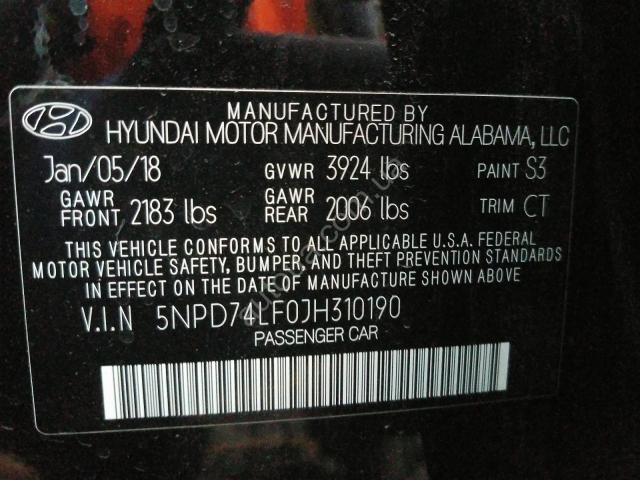 MANUFACTURED BY
HYUNDAI MOTOR MANUFACTURING ALABAMA, LLC
Jan/05/18 GVWR 3924 lbs PAINT S3
GAWR FRONT 2183 lbs GAWR REAR 2006 lbs TRIM CT
THIS VEHICLE CONFORMS TO ALL APPLICABLE U.S.A. FEDERAL
MOTOR VEHICLE SAFETY, BUMPER, AND THEFT PREVENTION STANDARDS
IN EFFECT ON THE DATE OF MANUFACTURE SHOWN ABOVE
V.I.N 5NPD74LF0JH310190
PASSENGER CAR